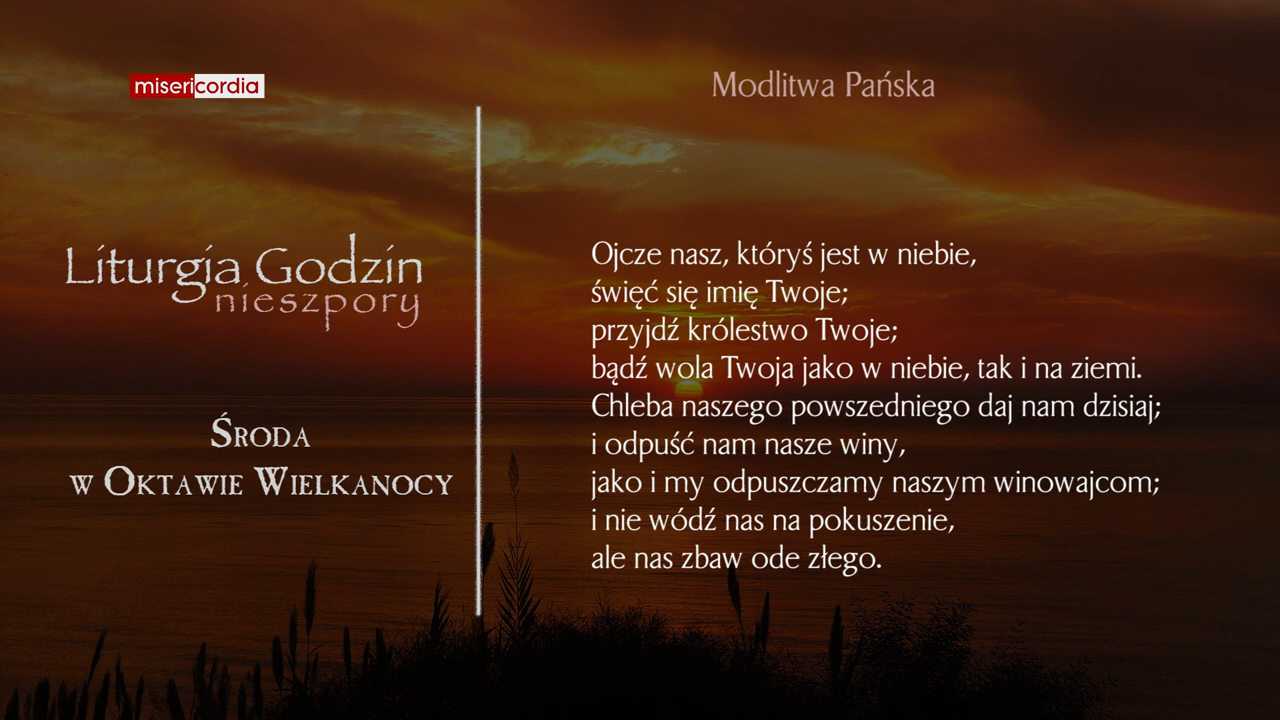 misericordia
Liturgia Godzin
nieszpory
Środa
w Oktawie Wielkanocy
Modlitwa Pańska
Ojcze nasz, któryś jest w niebie,
święć się imię Twoje;
przyjdź królestwo Twoje;
bądź wola Twoja jako w niebie, tak i na ziemi.
Chleba naszego powszedniego daj nam dzisiaj;
i odpuść nam nasze winy,
jako i my odpuszczamy naszym winowajcom;
i nie wódź nas na pokuszenie,
ale nas zbaw ode złego.